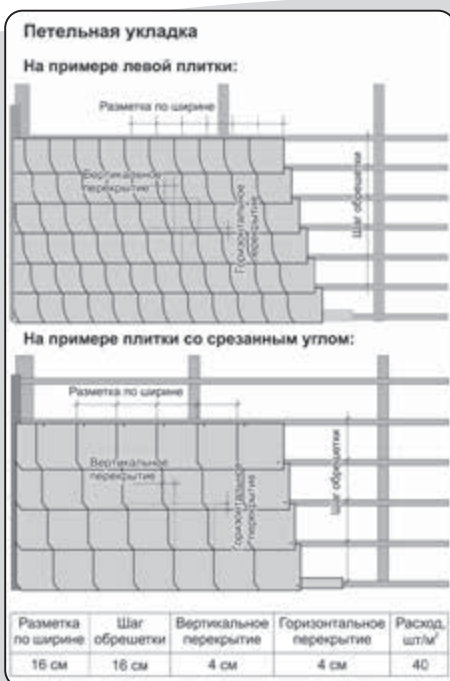 Петельная укладка
На примере левой плитки:
Разметка по ширине
Вертикальное
перекрытие
Горизонтальное
перекрытие
Шаг обрешетки
На примере плитки со срезанным углом:
Разметка по ширине
Вертикальное
перекрытие
Горизонтальное
перекрытие
Шаг обрешетки
Разметка по ширине Шаг обрешетки Вертикальное перекрытие Горизонтальное перекрытие Расход, шт/м²
16 см 16 см 4 см 4 см 40